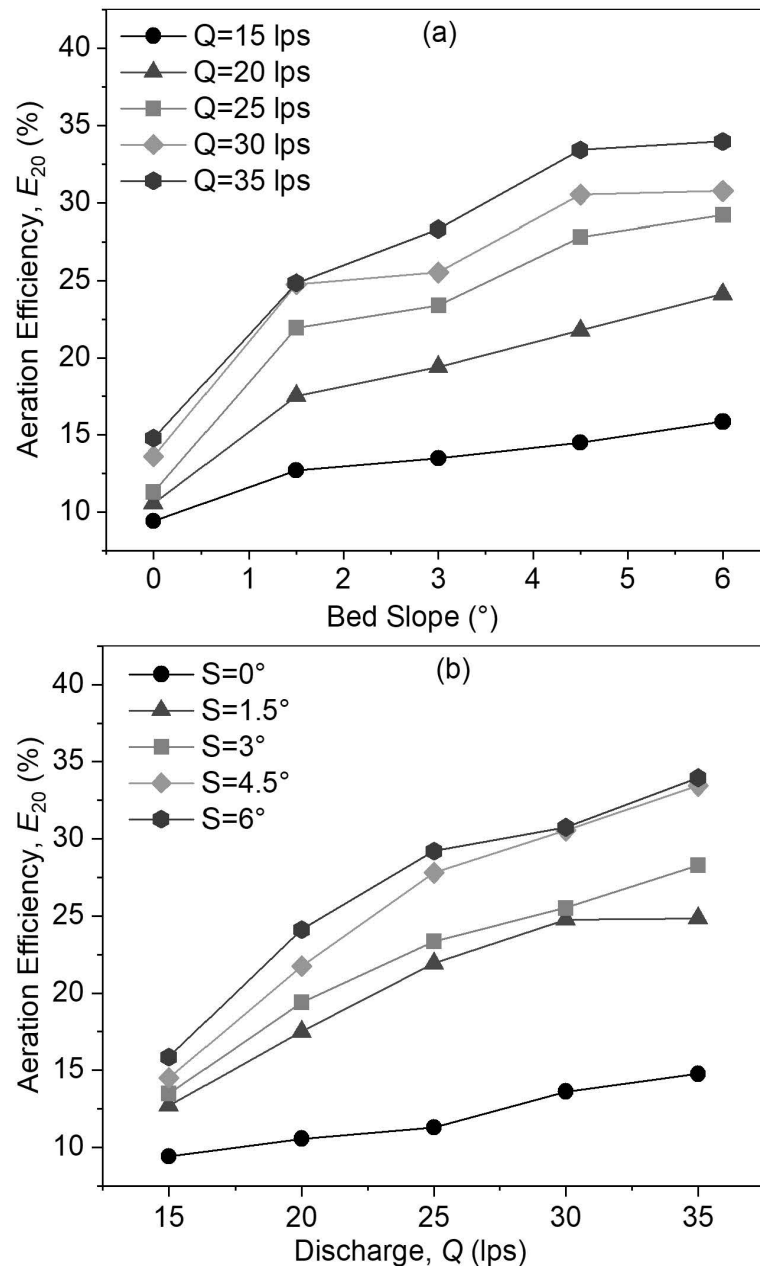 (a)
Q=15 lps
Q=20 lps
Q=25 lps
Q=30 lps
Q=35 lps
Aeration Efficiency, E20 (%)
40
35
30
25
20
15
10
0 1 2 3 4 5 6
Bed Slope (°)
(b)
S=0°
S=1.5°
S=3°
S=4.5°
S=6°
Aeration Efficiency, E20 (%)
40
35
30
25
20
15
10
15 20 25 30 35
Discharge, Q (lps)